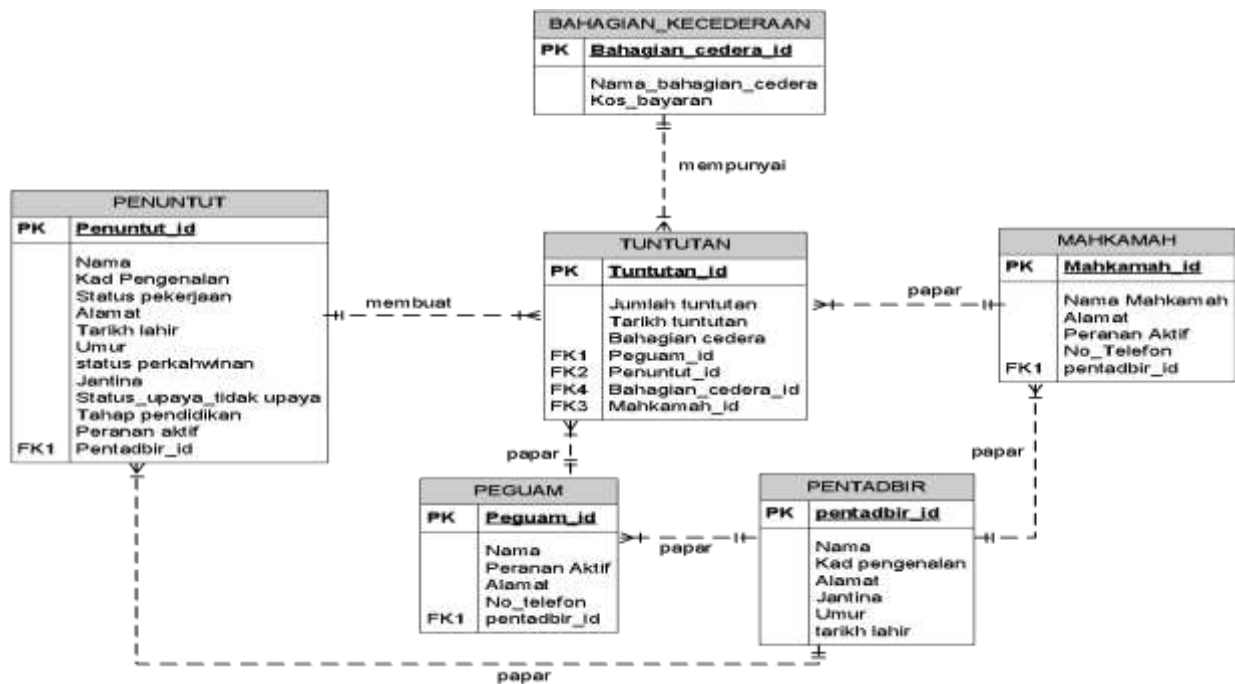 BAHAGIAN_KECEDERAAN
PK Bahagian_cedera_id
Nama_bahagian_cedera
Kos_bayaran
mempunyai
PENUNTUT
PK Penuntut_id
Nama
Kad Pengenalan
Status pekerjaan
Alamat
Tarikh lahir
Umur
status perkahwinan
Jantina
Status_upaya_tidak upaya
Tahap pendidikan
Peranan aktif
FK1 Pentadbir_id
membuat
TUNTUTAN
PK Tuntutan_id
Jumlah tuntutan
Tarikh tuntutan
Bahagian cedera
FK1 Peguam_id
FK2 Penuntut_id
FK4 Bahagian_cedera_id
FK3 Mahkamah_id
papar
MAHKAMAH
PK Mahkamah_id
Nama Mahkamah
Alamat
Peranan Aktif
No_Telefon
FK1 pentadbir_id
papar
papar
PEGUAM
PK Peguam_id
Nama
Peranan Aktif
Alamat
No_telefon
FK1 pentadbir_id
papar
PENTADBIR
PK pentadbir_id
Nama
Kad pengenalan
Alamat
Jantina
Umur
tarikh lahir
papar